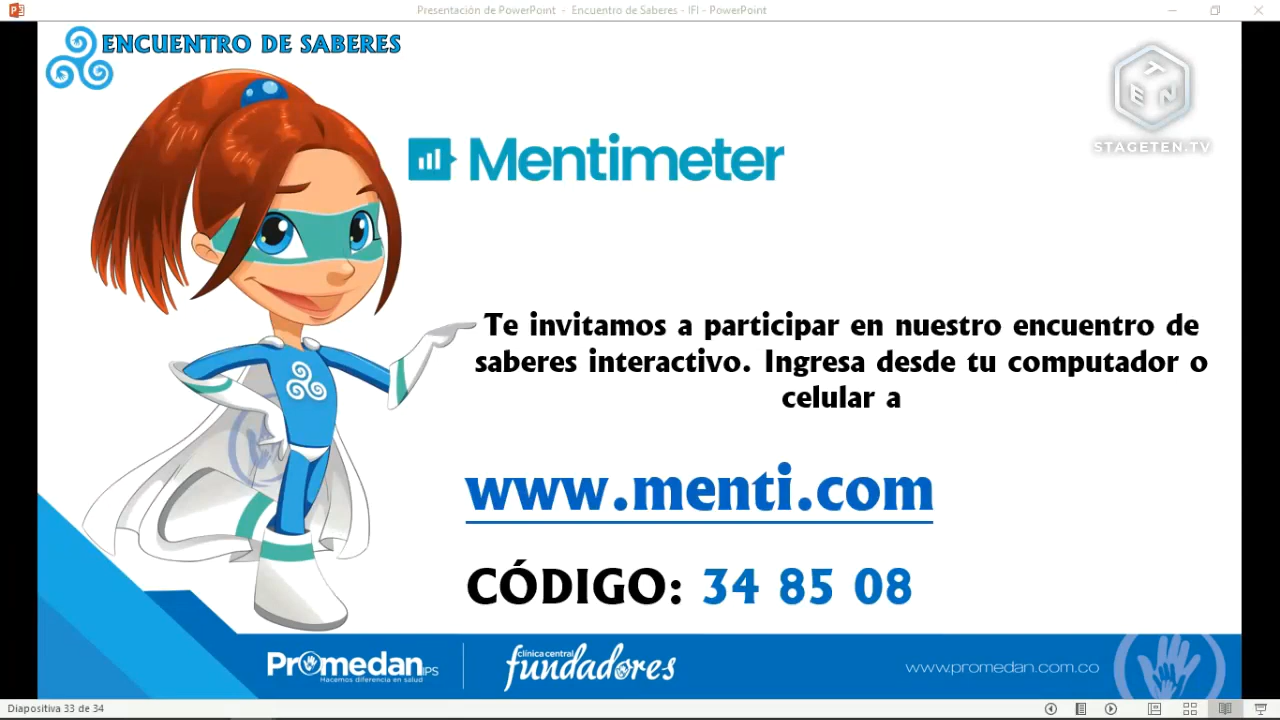 Presentación de PowerPoint - Encuentro de Saberes - IFI - PowerPoint
ENCUENTRO DE SABERES
TEN
STAGETEN.TV
Mentimeter
Te invitamos a participar en nuestro encuentro de
saberes interactivo. Ingresa desde tu computador o
celular a
www.menti.com
CÓDIGO: 34 85 08
Promedan IPS
Hacemos diferencia en salud
clínica central
fundadores
www.promedan.com.co
Diapositiva 33 de 34